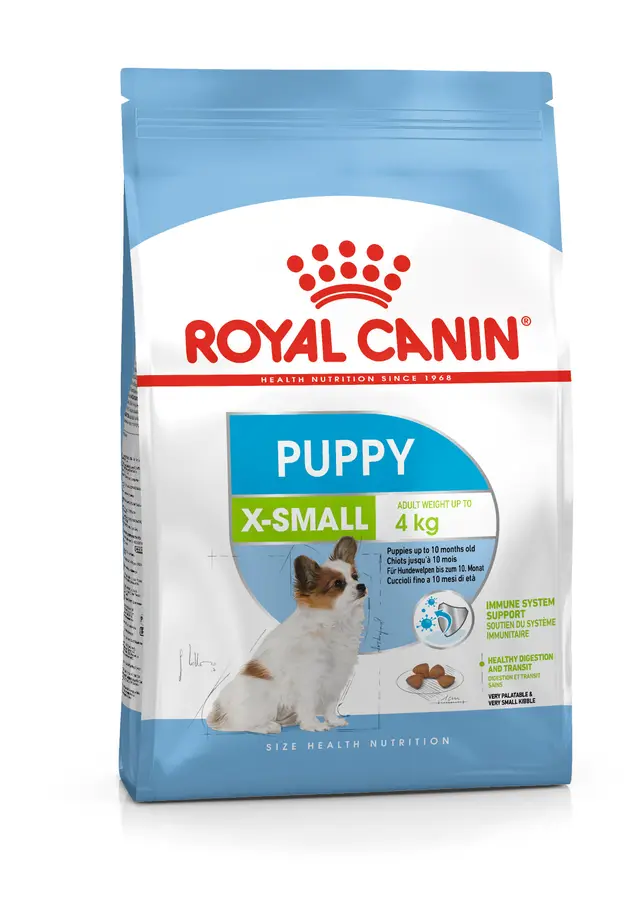 ROYAL CANIN®
HEALTH NUTRITION SINCE 1968
PUPPY
X-SMALL
ADULT WEIGHT UP TO
4 kg
Puppies up to 10 months old
Chiots jusqu'à 10 mois
Für Hundewelpen bis zum 10. Monat
Cuccioli fino a 10 mesi di età
IMMUNE SYSTEM
SUPPORT
SOUTIEN DU SYSTÈME
IMMUNITAIRE
HEALTHY DIGESTION
AND TRANSIT
DIGESTION ET TRANSIT
SAINS
VERY PALATABLE &
VERY SMALL KIBBLE
SIZE HEALTH NUTRITION